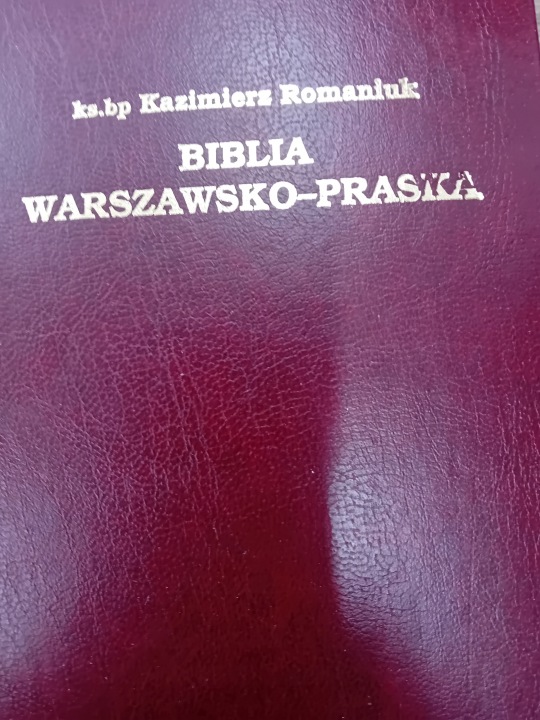 ks.bp Kazimierz Romaniuk
BIBLIA
WARSZAWSKO–PRASKA